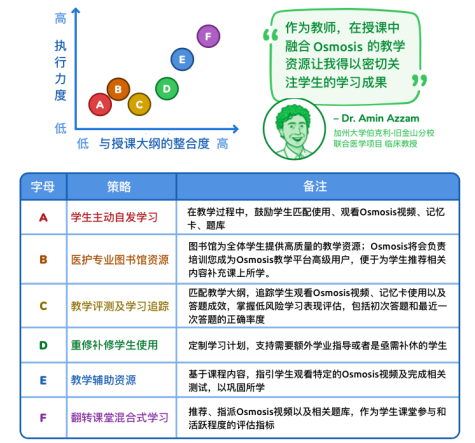 高
执行力度
低
A
B
C
D
E
F
低 与授课大纲的整合度 高
“作为教师，在授课中
融合 Osmosis 的教学
资源让我得以密切关
注学生的学习成果”
– Dr. Amin Azzam
加州大学伯克利-旧金山分校
联合医学项目 临床教授
字母 策略 备注
A 学生主动自发学习
在教学过程中，鼓励学生匹配使用、观看Osmosis视频、记忆
卡、题库
B 医护专业图书馆资源
图书馆为全体学生提供高质量的教学资源；Osmosis将会负责
培训您成为Osmosis教学平台高级用户，便于为学生推荐相关
内容补充课上所学。
C 教学评测及学习追踪
匹配教学大纲，追踪学生观看Osmosis视频、记忆卡使用以及
答题成效，掌握低风险学习表现评估，包括初次答题和最近一
次答题的正确率度
D 重修补修学生使用
定制学习计划，支持需要额外学业指导或者是亟需补休的学生
E 教学辅助资源
基于课程内容，指引学生观看特定的Osmosis视频及完成相关
测试，以巩固所学
F 翻转课堂混合式学习
推荐、指派Osmosis视频以及相关题库，作为学生课堂参与和
活跃程度的评估指标